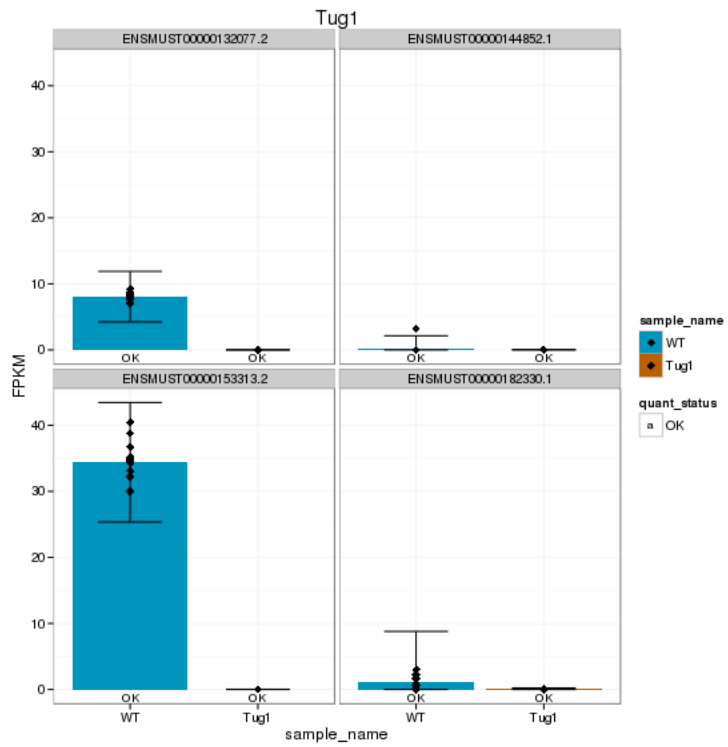 Tug1
ENSMUST00000132077.2
ENSMUST00000144852.1
FPKM
40
30
20
10
0
OK
OK
OK
OK
ENSMUST00000153313.2
ENSMUST00000182330.1
40
30
20
10
0
OK
OK
OK
OK
WT
Tug1
WT
Tug1
sample_name
sample_name
WT
Tug1
quant_status
a
OK